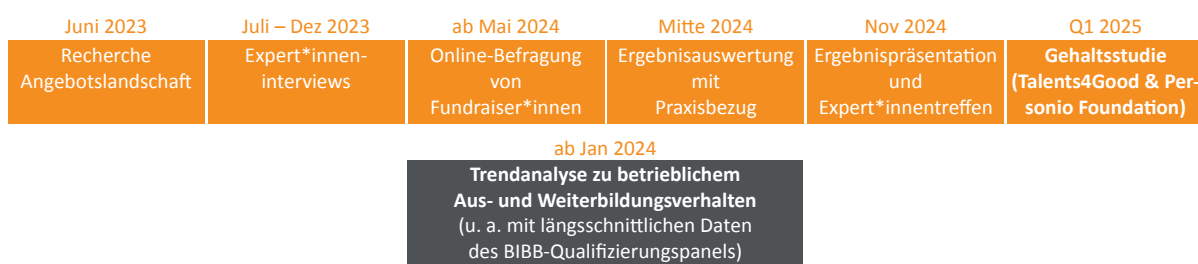 Juni 2023
Recherche
Angebotslandschaft
Juli – Dez 2023
Expert*innen-
interviews
ab Mai 2024
Online-Befragung
von
Fundraiser*innen
Mitte 2024
Ergebnisauswertung
mit
Praxisbezug
Nov 2024
Ergebnispräsentation
und
Expert*innentreffen
Q1 2025
Gehaltsstudie
(Talents4Good & Per-
sonio Foundation)
ab Jan 2024
Trendanalyse zu betrieblichem
Aus- und Weiterbildungsverhalten
(u. a. mit längsschnittlichen Daten
des BIBB-Qualifizierungspanels)